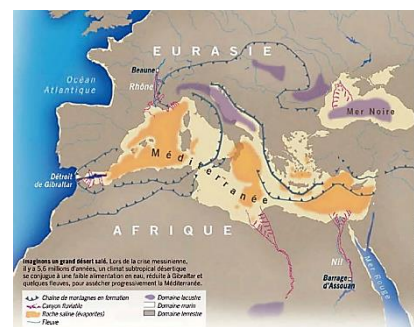 EURASIE
Océan
Atlantique
Beaune
Rhône
Mer Noire
Méditerranée
Détroit
de Gibraltar
AFRIQUE
Nil
Barrage
d'Assouan
Mer Rouge
Imaginons un grand désert salé. Lors de la crise messinienne,
il y a 5,6 millions d'années, un climat subtropical désertique
se conjugue à une faible alimentation en eau, réduite à Gibraltar et
quelques fleuves, pour assécher progressivement la Méditerranée.
Chaîne de montagnes en formation
Canyon fluviatile
Roche saline (évaporites)
Fleuve
Domaine lacustre
Domaine marin
Domaine terrestre